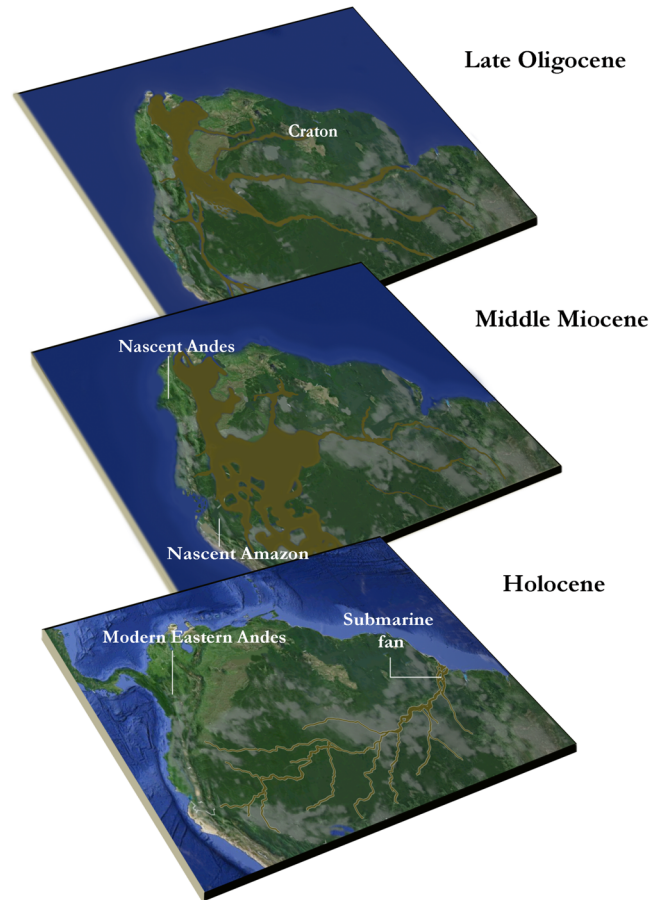 Late Oligocene
Craton
Middle Miocene
Nascent Andes
Nascent Amazon
Holocene
Submarine
fan
Modern Eastern Andes